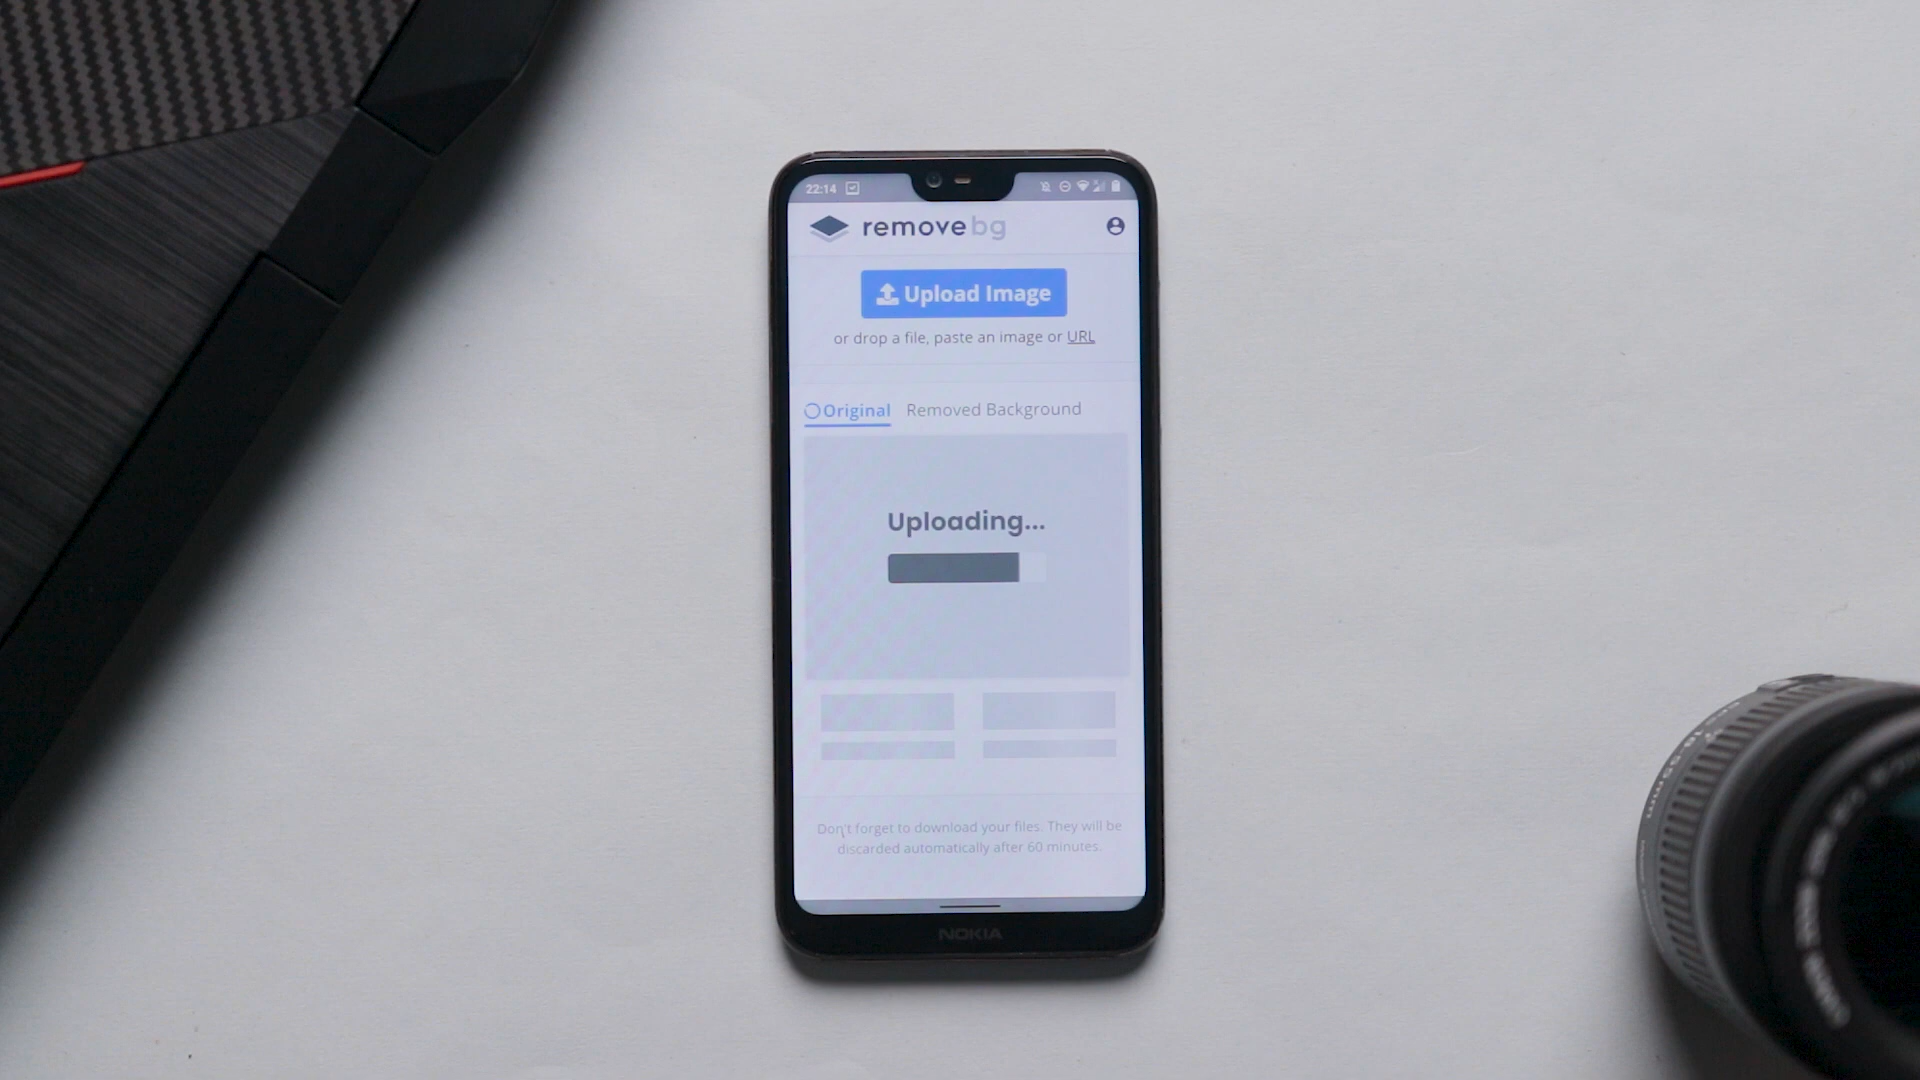 22:14
remove bg
Upload Image
or drop a file, paste an image or URL
Original Removed Background
Uploading...
Don't forget to download your files. They will be
discarded automatically after 60 minutes.
NOKIA